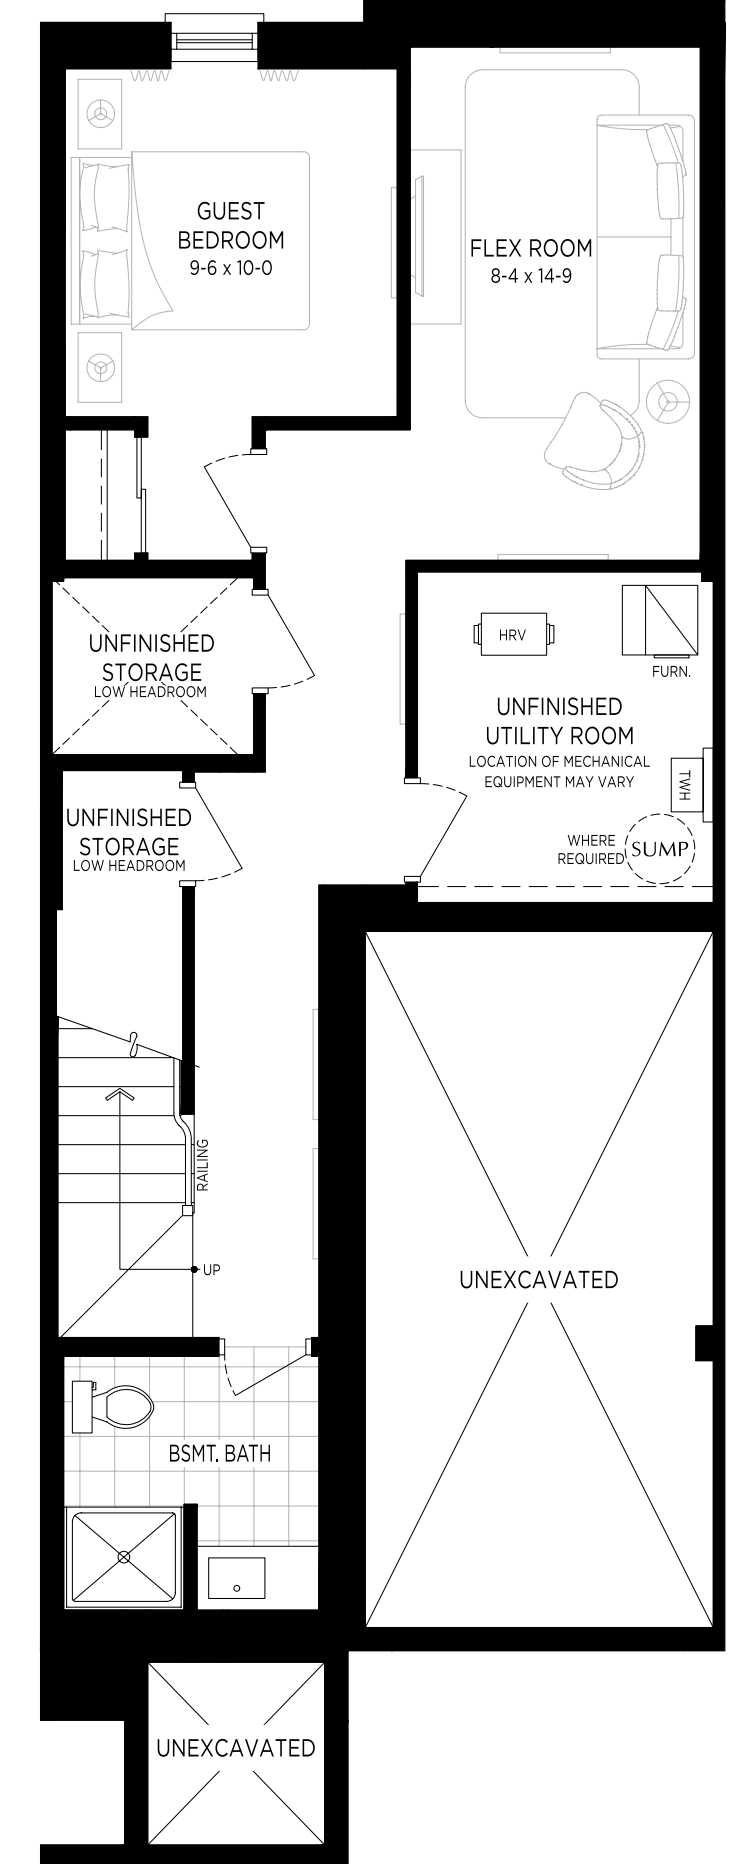 GUEST
BEDROOM
9-6 x 10-0
FLEX ROOM
8-4 x 14-9
UNFINISHED
STORAGE
LOW HEADROOM
HRV
FURN.
UNFINISHED
UTILITY ROOM
LOCATION OF MECHANICAL
EQUIPMENT MAY VARY
TWH
WHERE
REQUIRED
SUMP
UNFINISHED
STORAGE
LOW HEADROOM
RAILING
UP
UNEXCAVATED
BSMT. BATH
UNEXCAVATED